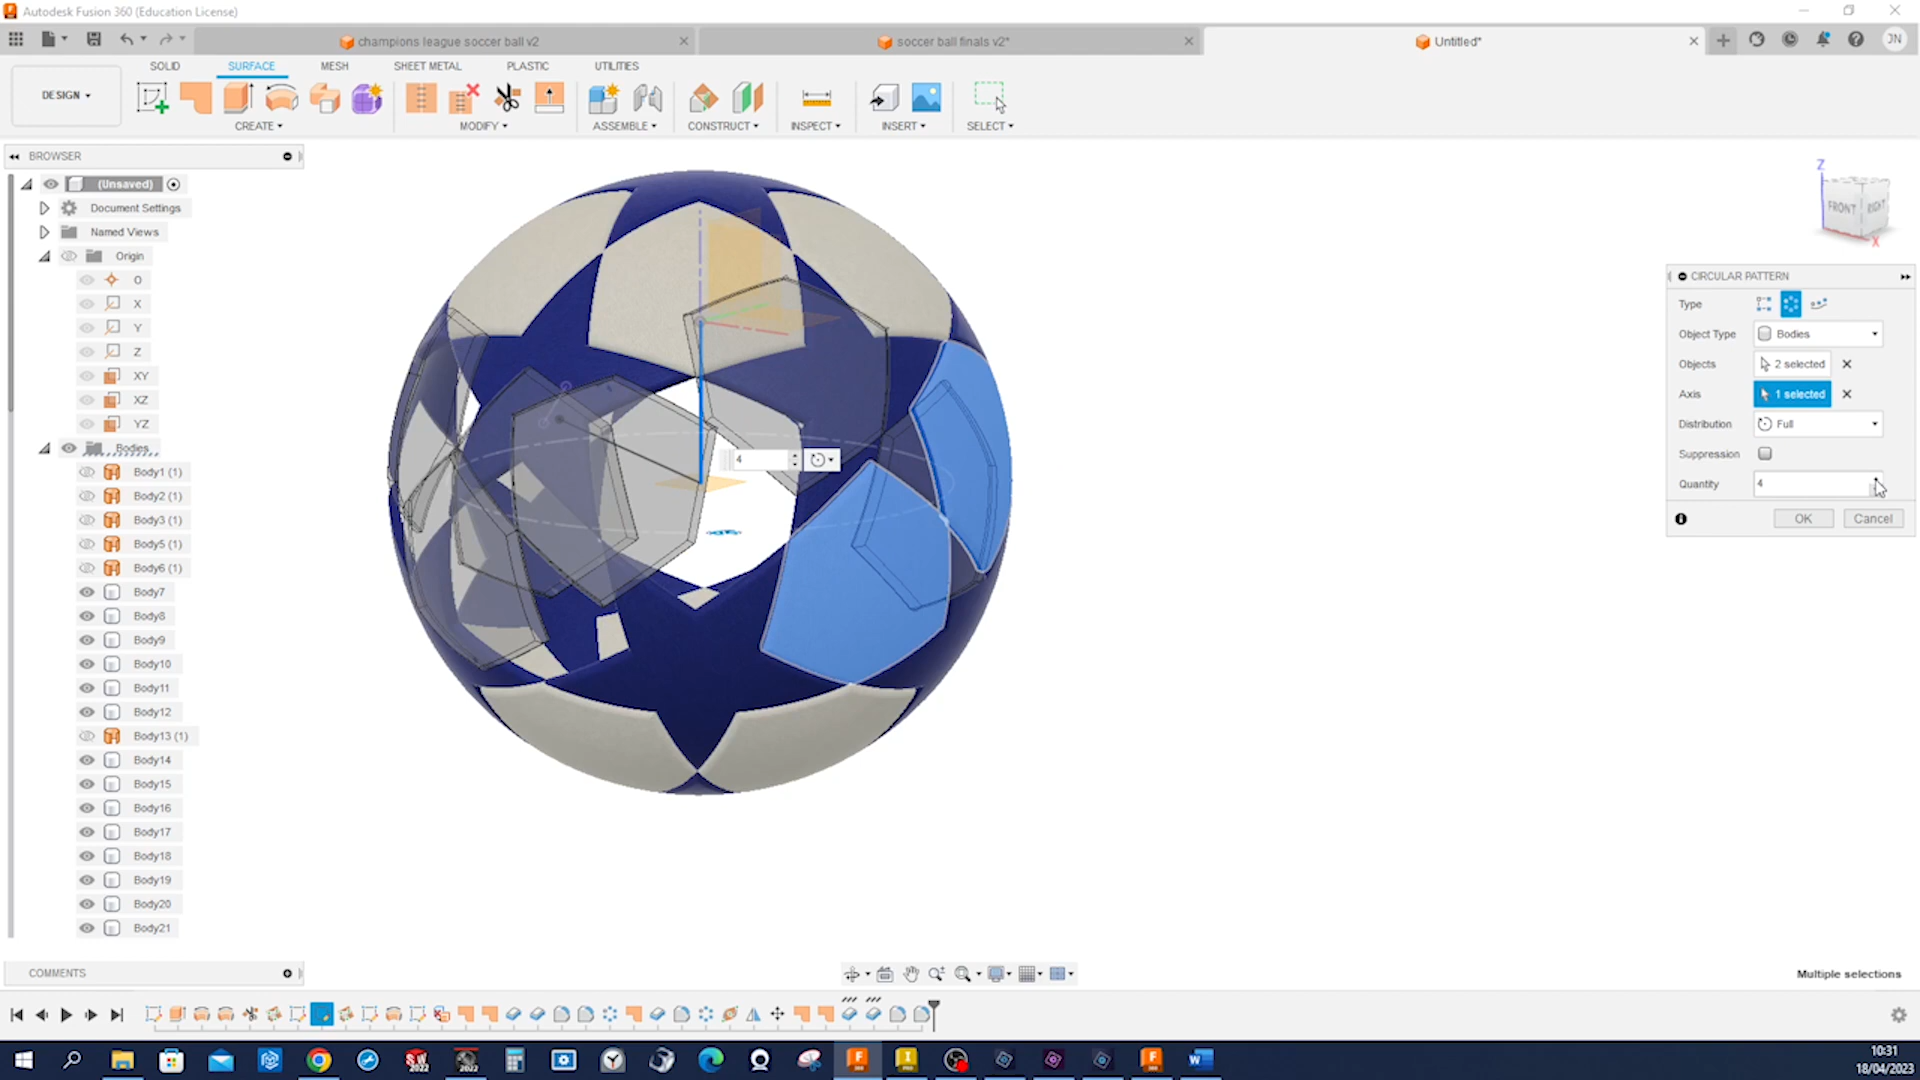 Autodesk Fusion 360 (Education License)
champions league soccer ball v2
soccer ball finals v2*
Untitled*
JN
SOLID
SURFACE
MESH
SHEET METAL
PLASTIC
UTILITIES
DESIGN
CREATE
MODIFY
ASSEMBLE
CONSTRUCT
INSPECT
INSERT
SELECT
BROWSER
(Unsaved)
Document Settings
Named Views
Origin
O
X
Y
Z
XY
XZ
YZ
Bodies
Body1 (1)
Body2 (1)
Body3 (1)
Body5 (1)
Body6 (1)
Body7
Body8
Body9
Body10
Body11
Body12
Body13 (1)
Body14
Body15
Body16
Body17
Body18
Body19
Body20
Body21
4
Z
FRONT
RIGHT
X
CIRCULAR PATTERN
Type
Object Type Bodies
Objects 2 selected
Axis 1 selected
Distribution Full
Suppression
Quantity 4
OK Cancel
COMMENTS
Multiple selections
10:31
18/04/2023